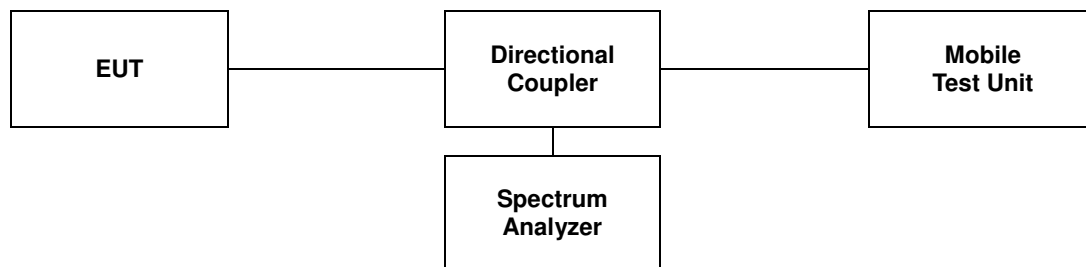 EUT
Directional
Coupler
Mobile
Test Unit
Spectrum
Analyzer